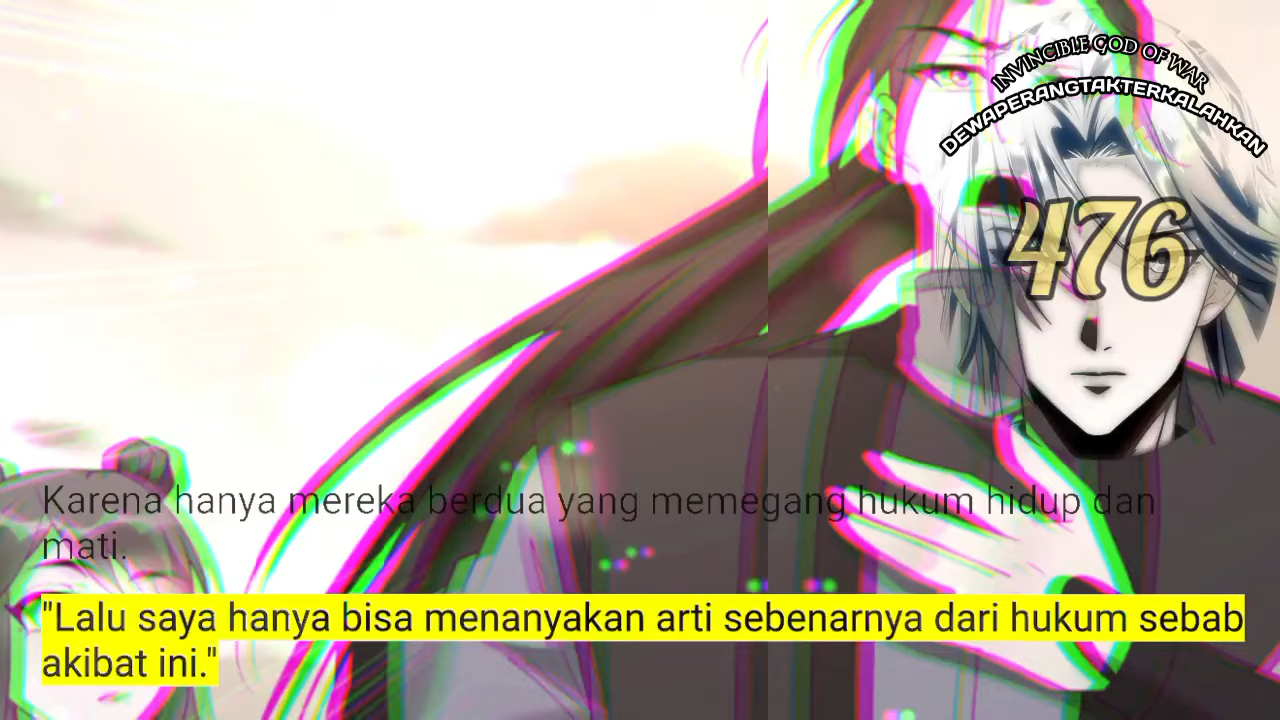 INVINCIBLE GOD OF WAR
DEWAPERANGTAKTERKALAHKAN
476
Karena hanya mereka berdua yang memegang hukum hidup dan
mati.
"Lalu saya hanya bisa menanyakan arti sebenarnya dari hukum sebab
akibat ini."